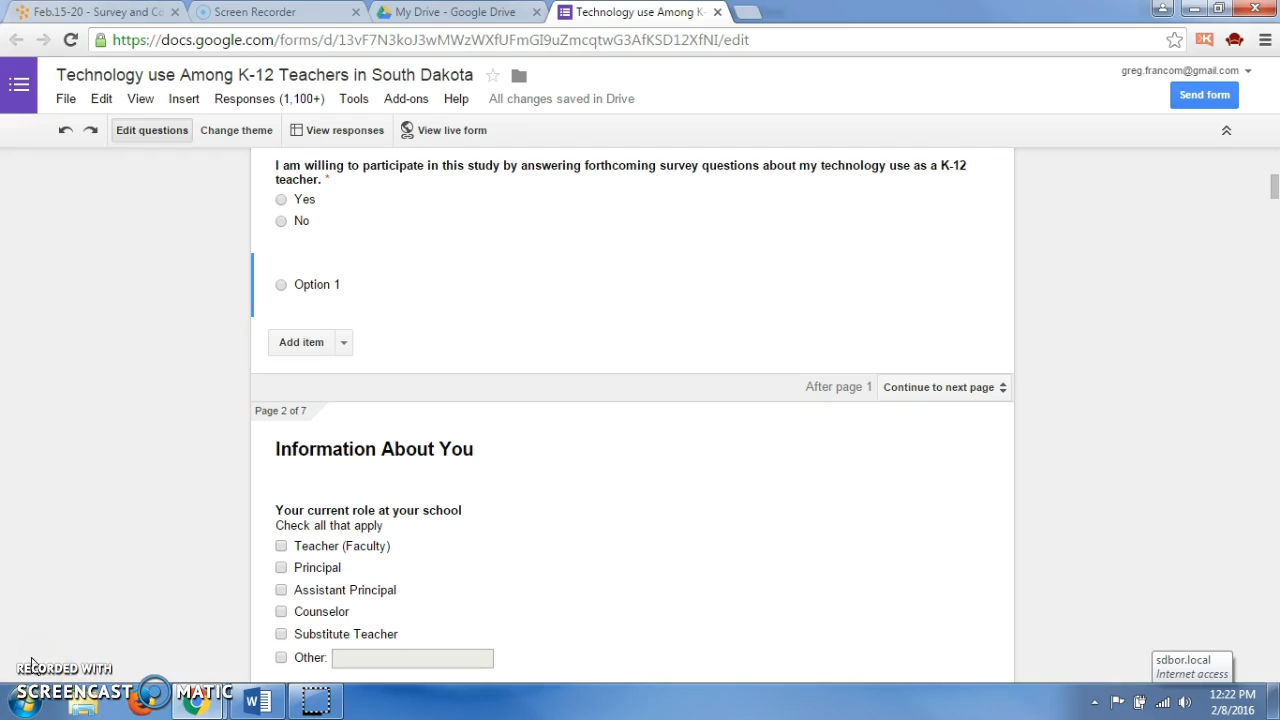 Feb.15-20 - Survey and Co
Screen Recorder
My Drive - Google Drive
Technology use Among K-
https://docs.google.com/forms/d/13vF7N3koJ3wMWzWXfUFmGI9uZmcqtwG3AfKSD12XfNI/edit
Technology use Among K-12 Teachers in South Dakota
greg.francom@gmail.com
File Edit View Insert Responses (1,100+) Tools Add-ons Help All changes saved in Drive
Send form
Edit questions Change theme View responses View live form
I am willing to participate in this study by answering forthcoming survey questions about my technology use as a K-12
teacher. *
Yes
No
Option 1
Add item
After page 1 Continue to next page
Page 2 of 7
Information About You
Your current role at your school
Check all that apply
Teacher (Faculty)
Principal
Assistant Principal
Counselor
Substitute Teacher
Other:
RECORDED WITH
SCREENCAST MATIC
sdbor.local
Internet access
12:22 PM
2/8/2016